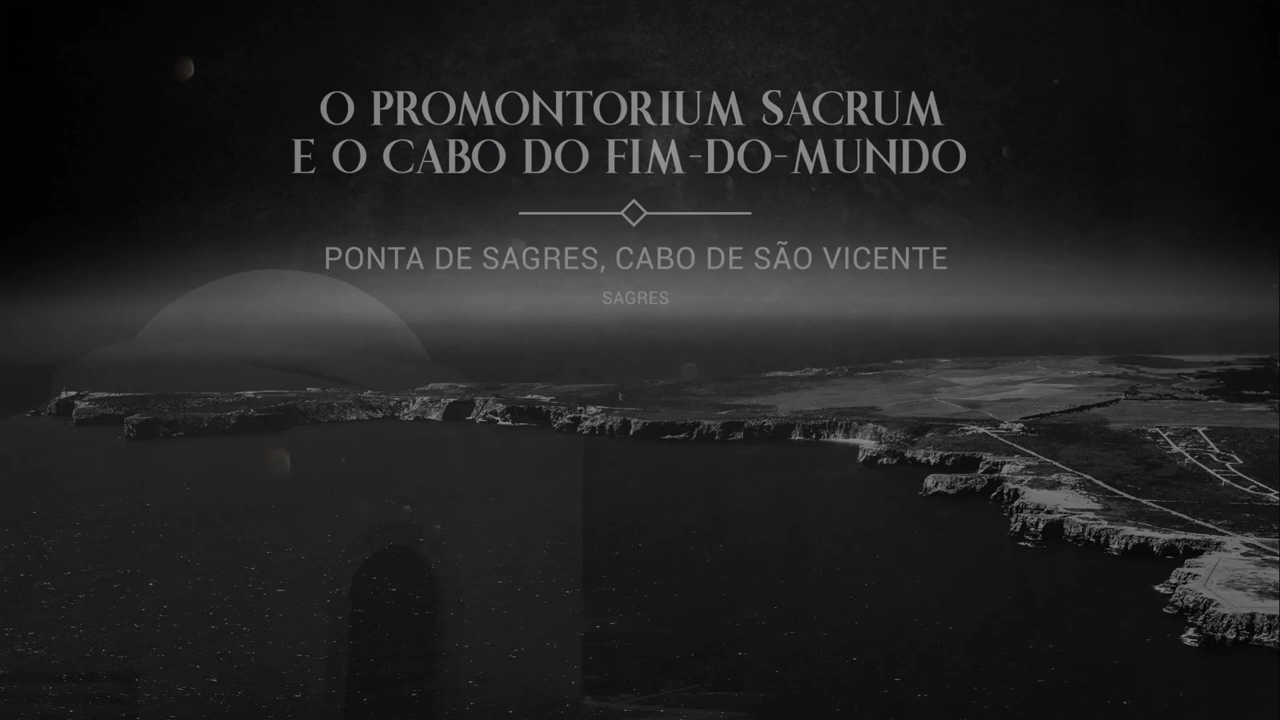 O PROMONTORIUM SACRUM
E O CABO DO FIM-DO-MUNDO
PONTA DE SAGRES, CABO DE SÃO VICENTE
SAGRES